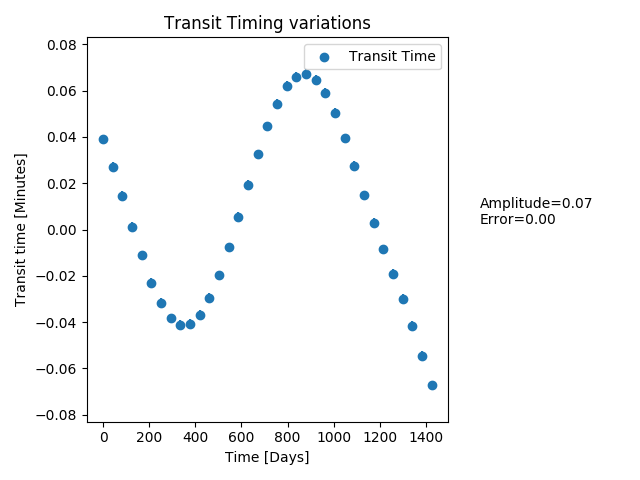 Transit Timing variations
Transit Time
0.08
0.06
0.04
0.02
0.00
−0.02
−0.04
−0.06
−0.08
Transit time [Minutes]
0 200 400 600 800 1000 1200 1400
Time [Days]
Amplitude=0.07
Error=0.00